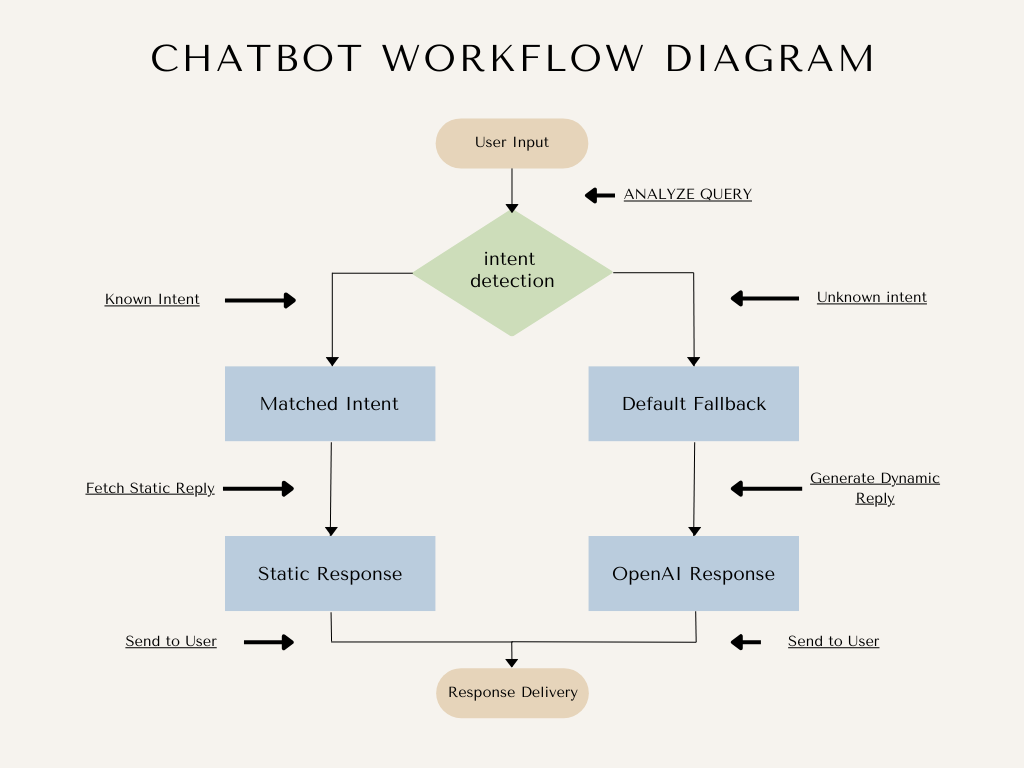 CHATBOT WORKFLOW DIAGRAM
User Input
ANALYZE QUERY
intent
detection
Known Intent
Unknown intent
Matched Intent
Default Fallback
Fetch Static Reply
Generate Dynamic
Reply
Static Response
OpenAI Response
Send to User
Send to User
Response Delivery